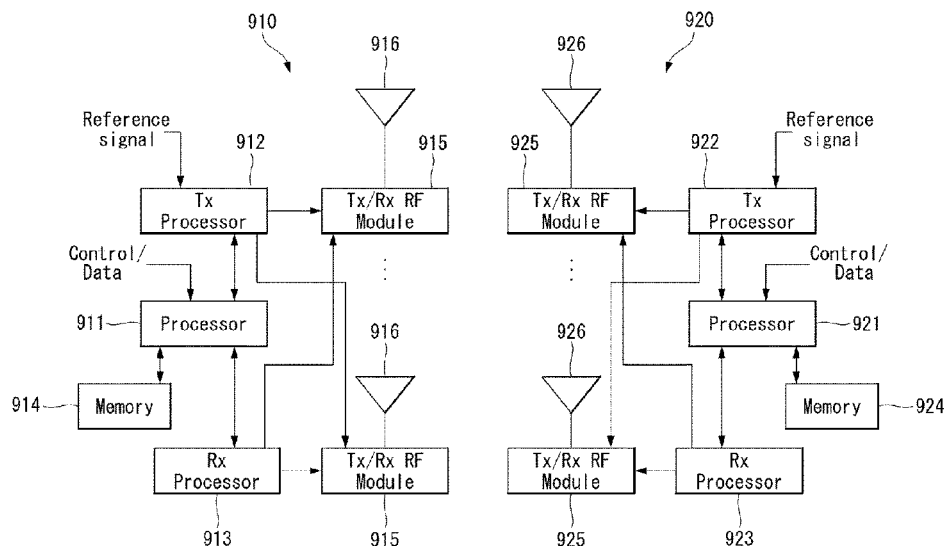 910
916
926
920
Reference
signal
912
915
925
922
Reference
signal
Tx
Processor
Tx/Rx RF
Module
Tx/Rx RF
Module
Tx
Processor
Control/
Data
Control/
Data
911
Processor
916
926
Processor
921
914
Memory
Memory
924
Rx
Processor
Tx/Rx RF
Module
Tx/Rx RF
Module
Rx
Processor
913
915
925
923